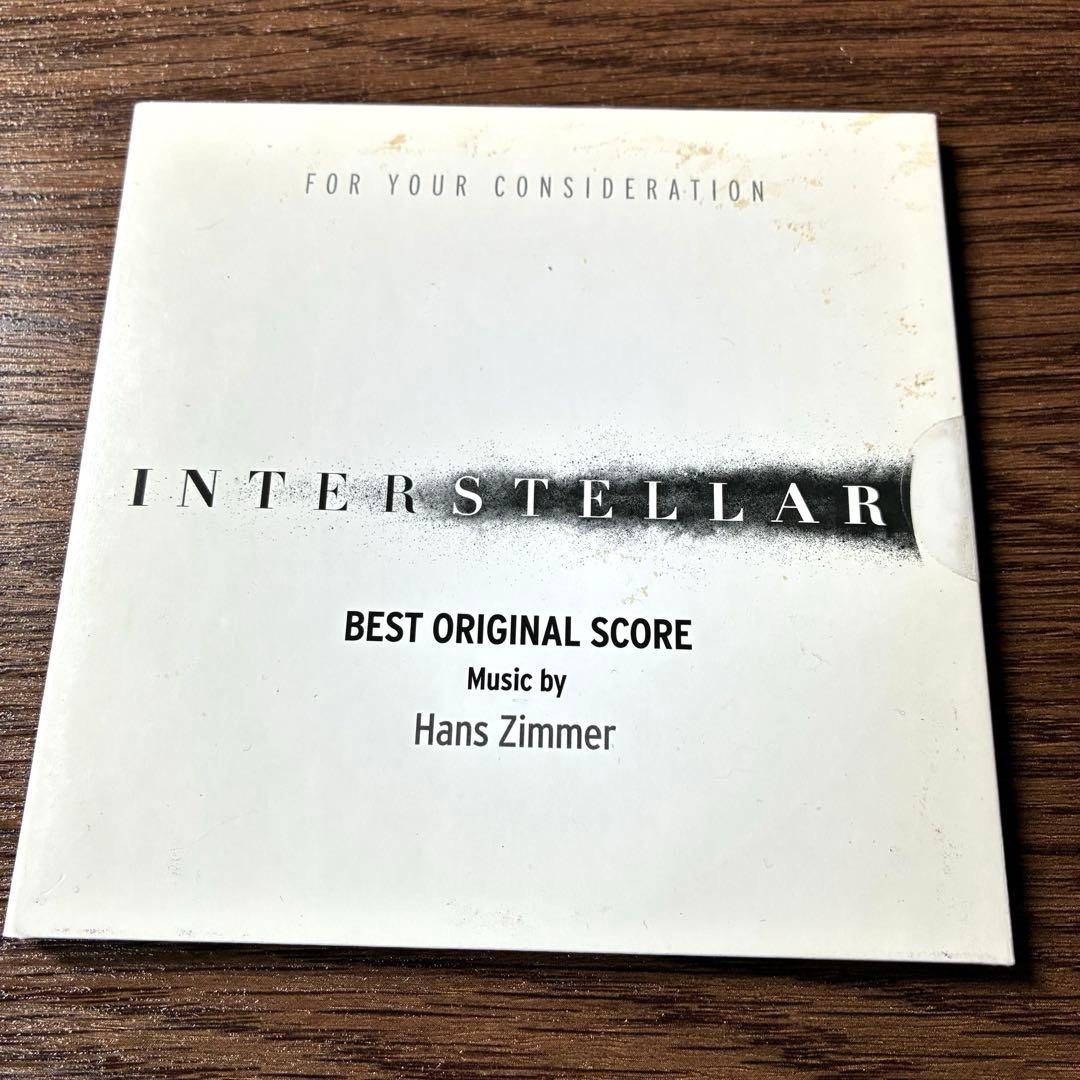 FOR YOUR CONSIDERATION
INTERSTELLAR
BEST ORIGINAL SCORE
Music by
Hans Zimmer